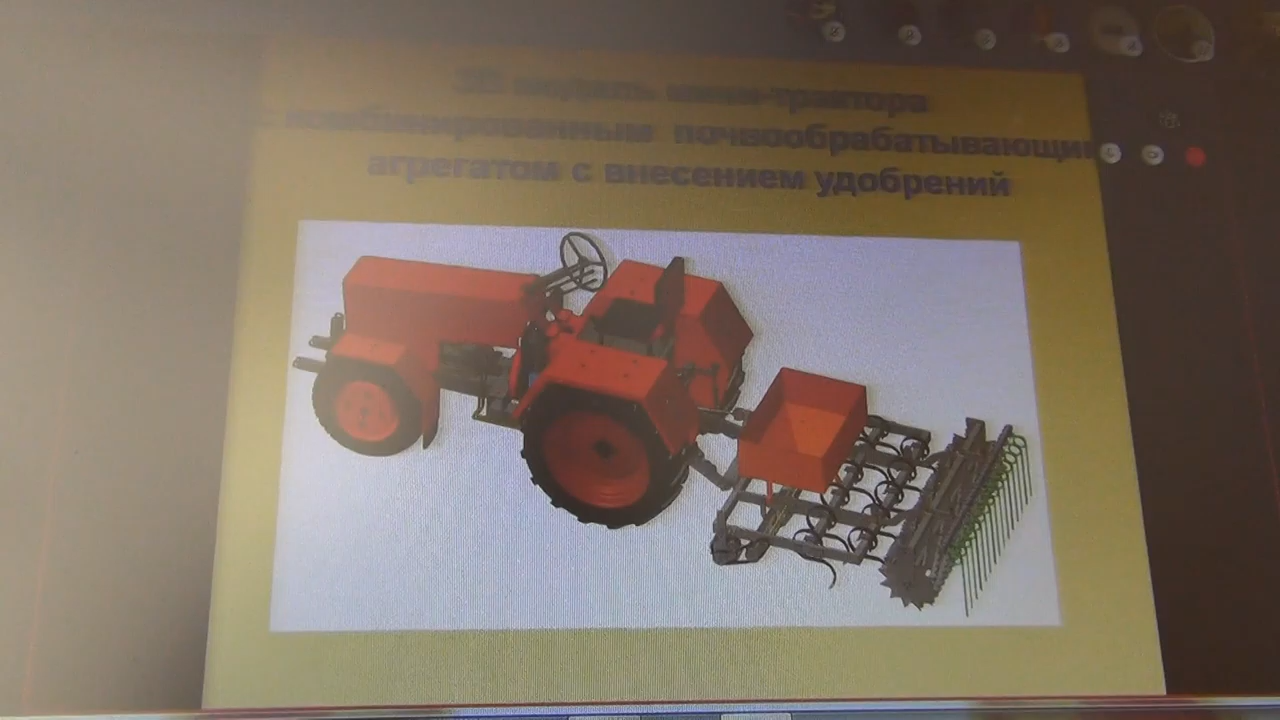 3D модель мини-трактора
с комбинированным почвообрабатывающим
агрегатом с внесением удобрений